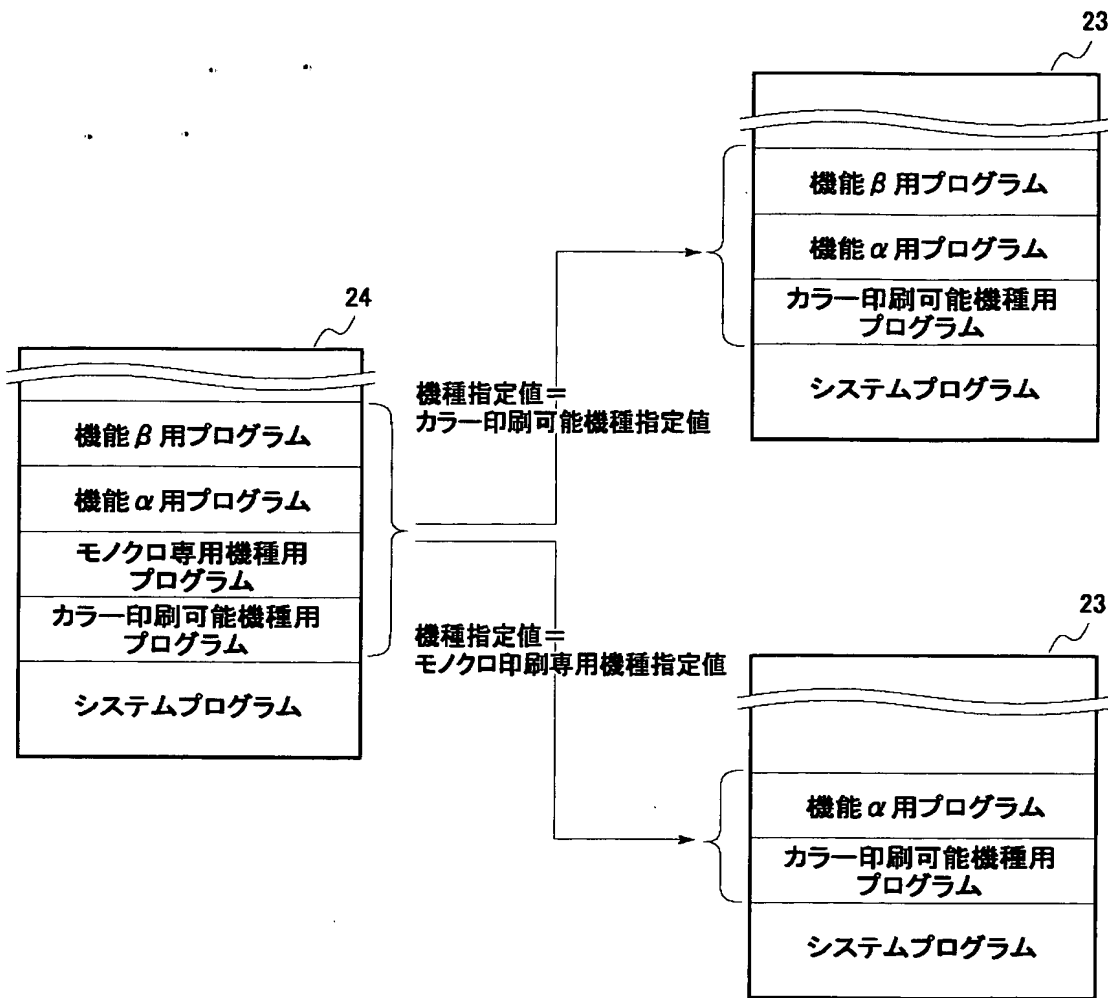 23
機能β用プログラム
機能α用プログラム
カラー印刷可能機種用
プログラム
システムプログラム
24
機能β用プログラム
機能α用プログラム
モノクロ専用機種用
プログラム
カラー印刷可能機種用
プログラム
システムプログラム
機種指定値＝
カラー印刷可能機種指定値
機種指定値＝
モノクロ印刷専用機種指定値
23
機能α用プログラム
カラー印刷可能機種用
プログラム
システムプログラム